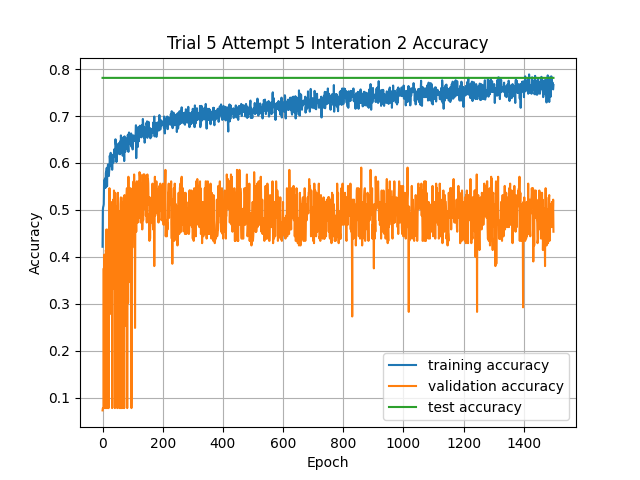 Trial 5 Attempt 5 Interation 2 Accuracy
Accuracy
0.8
0.7
0.6
0.5
0.4
0.3
0.2
0.1
training accuracy
validation accuracy
test accuracy
0 200 400 600 800 1000 1200 1400
Epoch